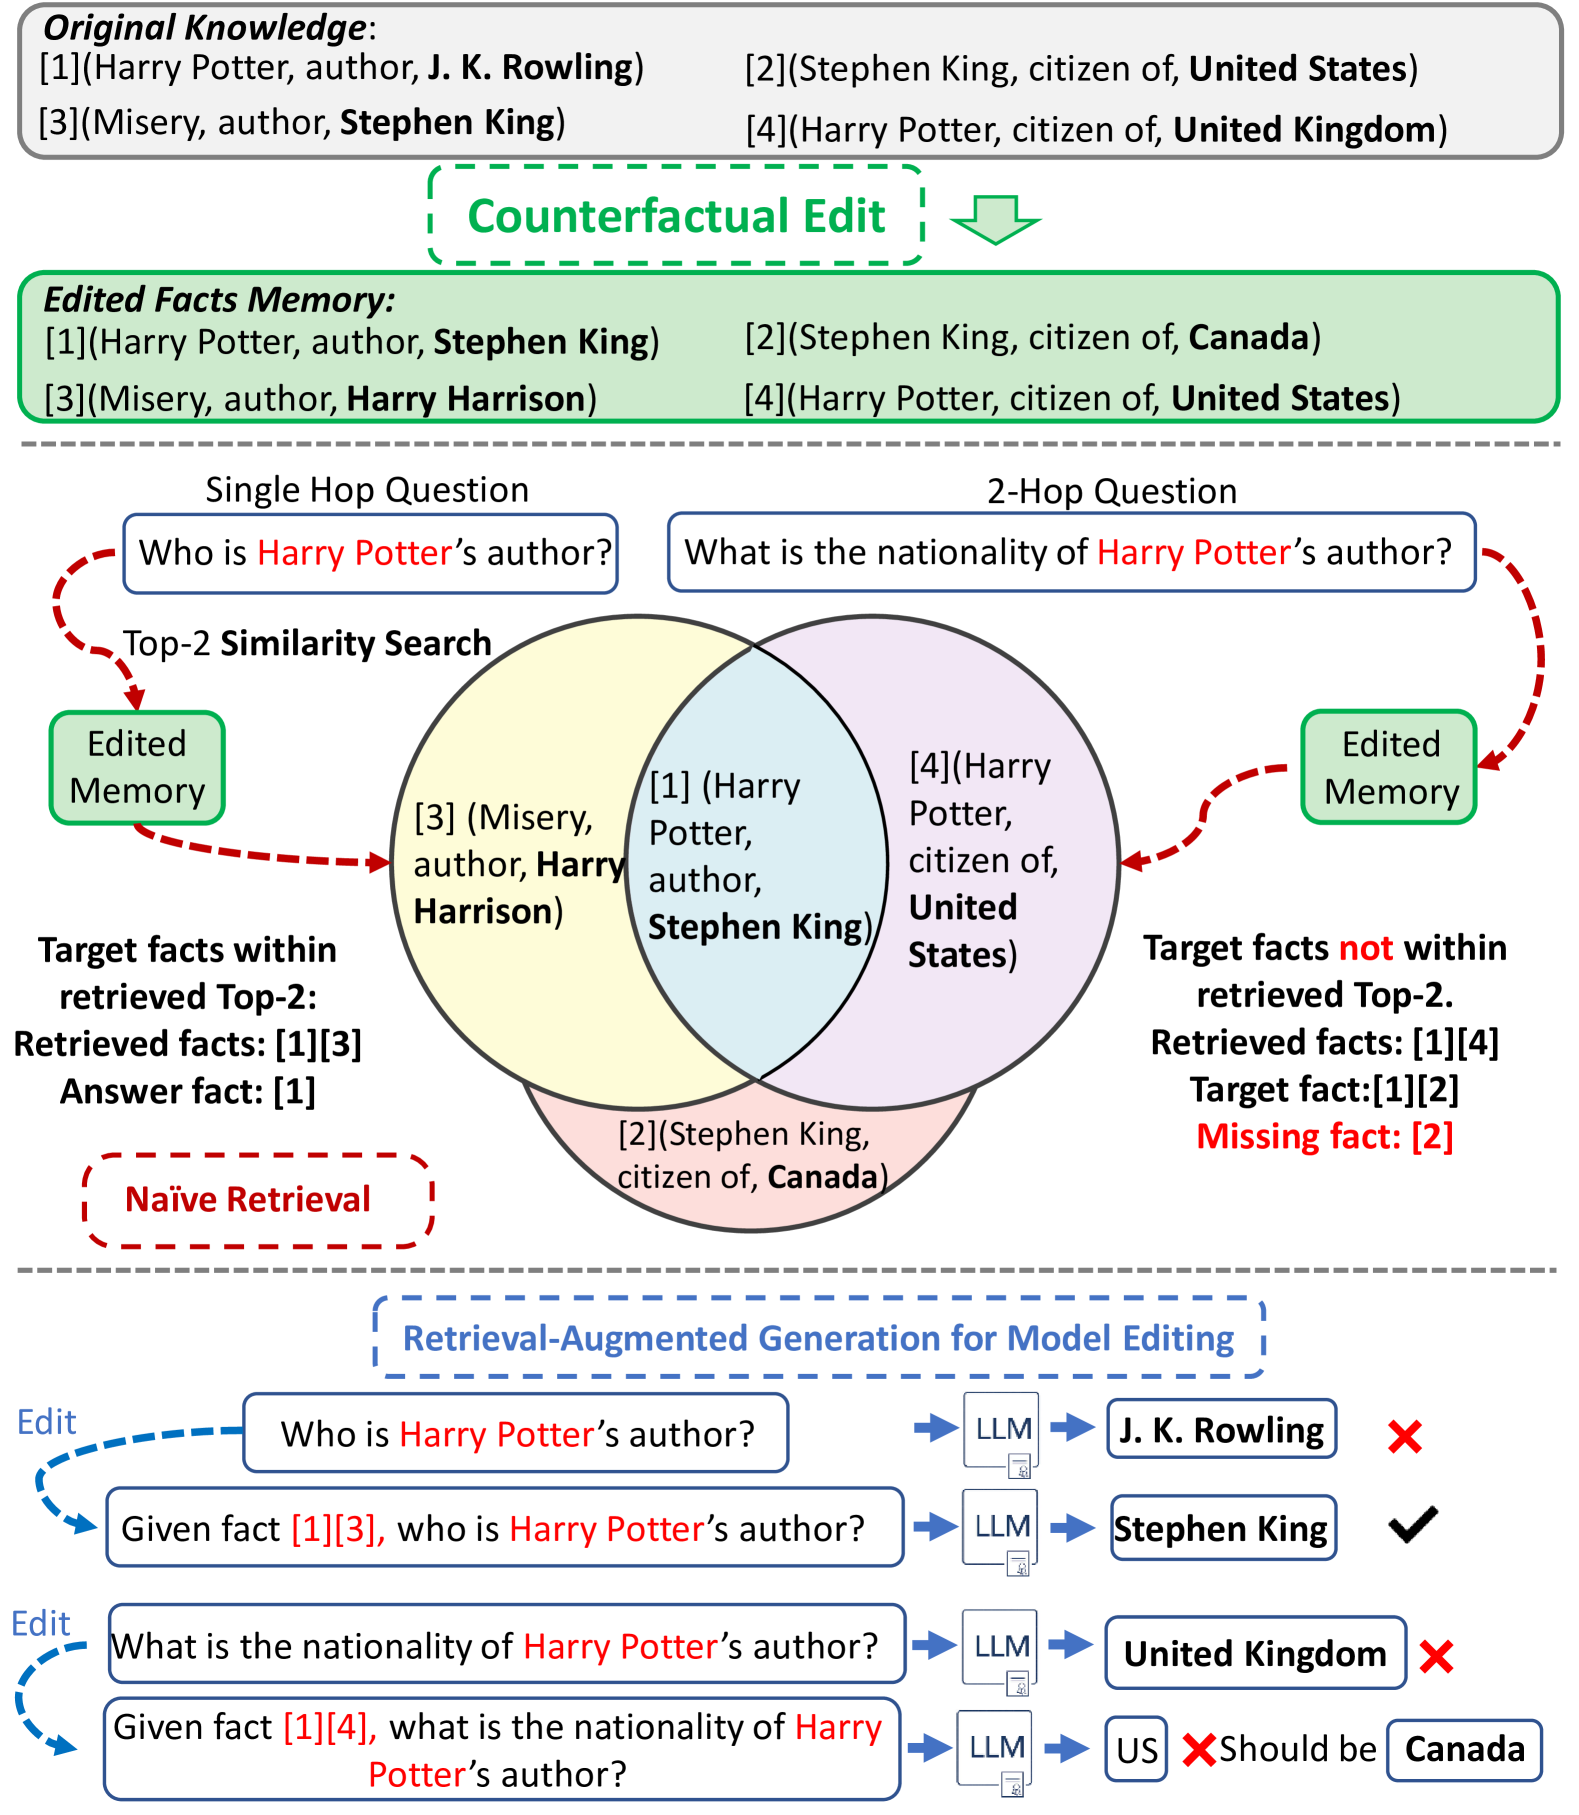 Original Knowledge:
[1](Harry Potter, author, J. K. Rowling)
[2](Stephen King, citizen of, United States)
[3](Misery, author, Stephen King)
[4](Harry Potter, citizen of, United Kingdom)
Counterfactual Edit
Edited Facts Memory:
[1](Harry Potter, author, Stephen King)
[2](Stephen King, citizen of, Canada)
[3](Misery, author, Harry Harrison)
[4](Harry Potter, citizen of, United States)
Single Hop Question
2-Hop Question
Who is Harry Potter's author?
What is the nationality of Harry Potter's author?
Top-2 Similarity Search
Edited
Memory
Edited
Memory
[3] (Misery,
author, Harry
Harrison)
[1] (Harry
Potter,
author,
Stephen King)
[4](Harry
Potter,
citizen of,
United
States)
[2](Stephen King,
citizen of, Canada)
Target facts within
retrieved Top-2:
Retrieved facts: [1][3]
Answer fact: [1]
Target facts not within
retrieved Top-2.
Retrieved facts: [1][4]
Target fact:[1][2]
Missing fact: [2]
Naïve Retrieval
Retrieval-Augmented Generation for Model Editing
Edit
Who is Harry Potter's author?
LLM
J. K. Rowling
Given fact [1][3], who is Harry Potter's author?
LLM
Stephen King
Edit
What is the nationality of Harry Potter's author?
LLM
United Kingdom
Given fact [1][4], what is the nationality of Harry
Potter's author?
LLM
US
Should be
Canada